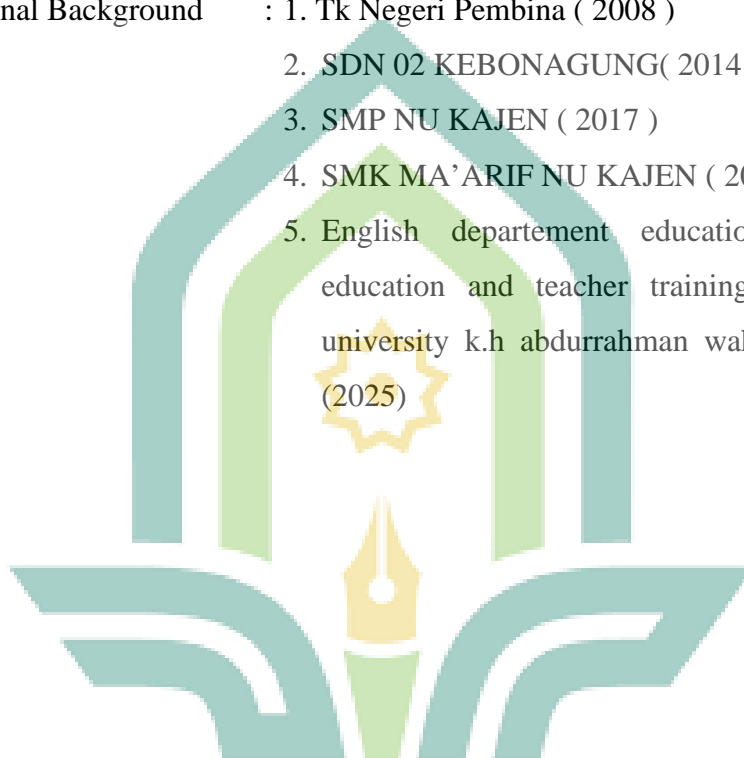 nal Background : 1. Tk Negeri Pembina ( 2008 )
2. SDN 02 KEBONAGUNG( 2014
3. SMP NU KAJEN ( 2017 )
4. SMK MA’ARIF NU KAJEN ( 20
5. English departement educatio
education and teacher training
university k.h abdurrahman wa
(2025)